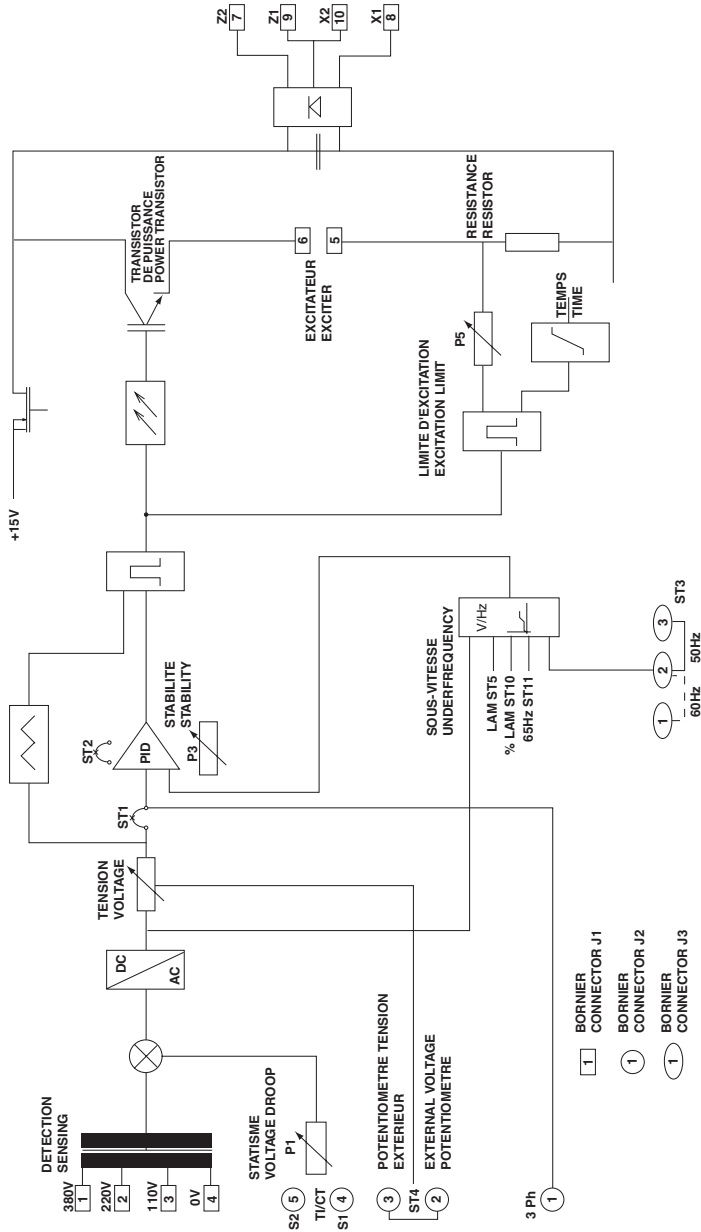 DETECTION
SENSING
380V
1
220V
2
110V
3
0V
4
STATISME
VOLTAGE DROOP
P1
S2
5
TI/CT
S1
4
POTENTIOMETRE TENSION
EXTERIEUR
3
ST4
2
EXTERNAL VOLTAGE
POTENTIOMETRE
3 Ph
1
DC
AC
TENSION
VOLTAGE
ST1
ST2
PID
STABILITE
STABILITY
P3
+15V
TRANSISTOR
DE PUISSANCE
POWER TRANSISTOR
6
5
EXCITATEUR
EXCITER
LIMITE D'EXCITATION
EXCITATION LIMIT
P5
RESISTANCE
RESISTOR
TEMPS
TIME
SOUS-VITESSE
UNDERFREQUENCY
V/Hz
LAM ST5
% LAM ST10
65Hz ST11
1
2
3
ST3
60Hz
50Hz
Z2
7
Z1
9
X2
10
X1
8
1
BORNIER
CONNECTOR J1
1
BORNIER
CONNECTOR J2
1
BORNIER
CONNECTOR J3